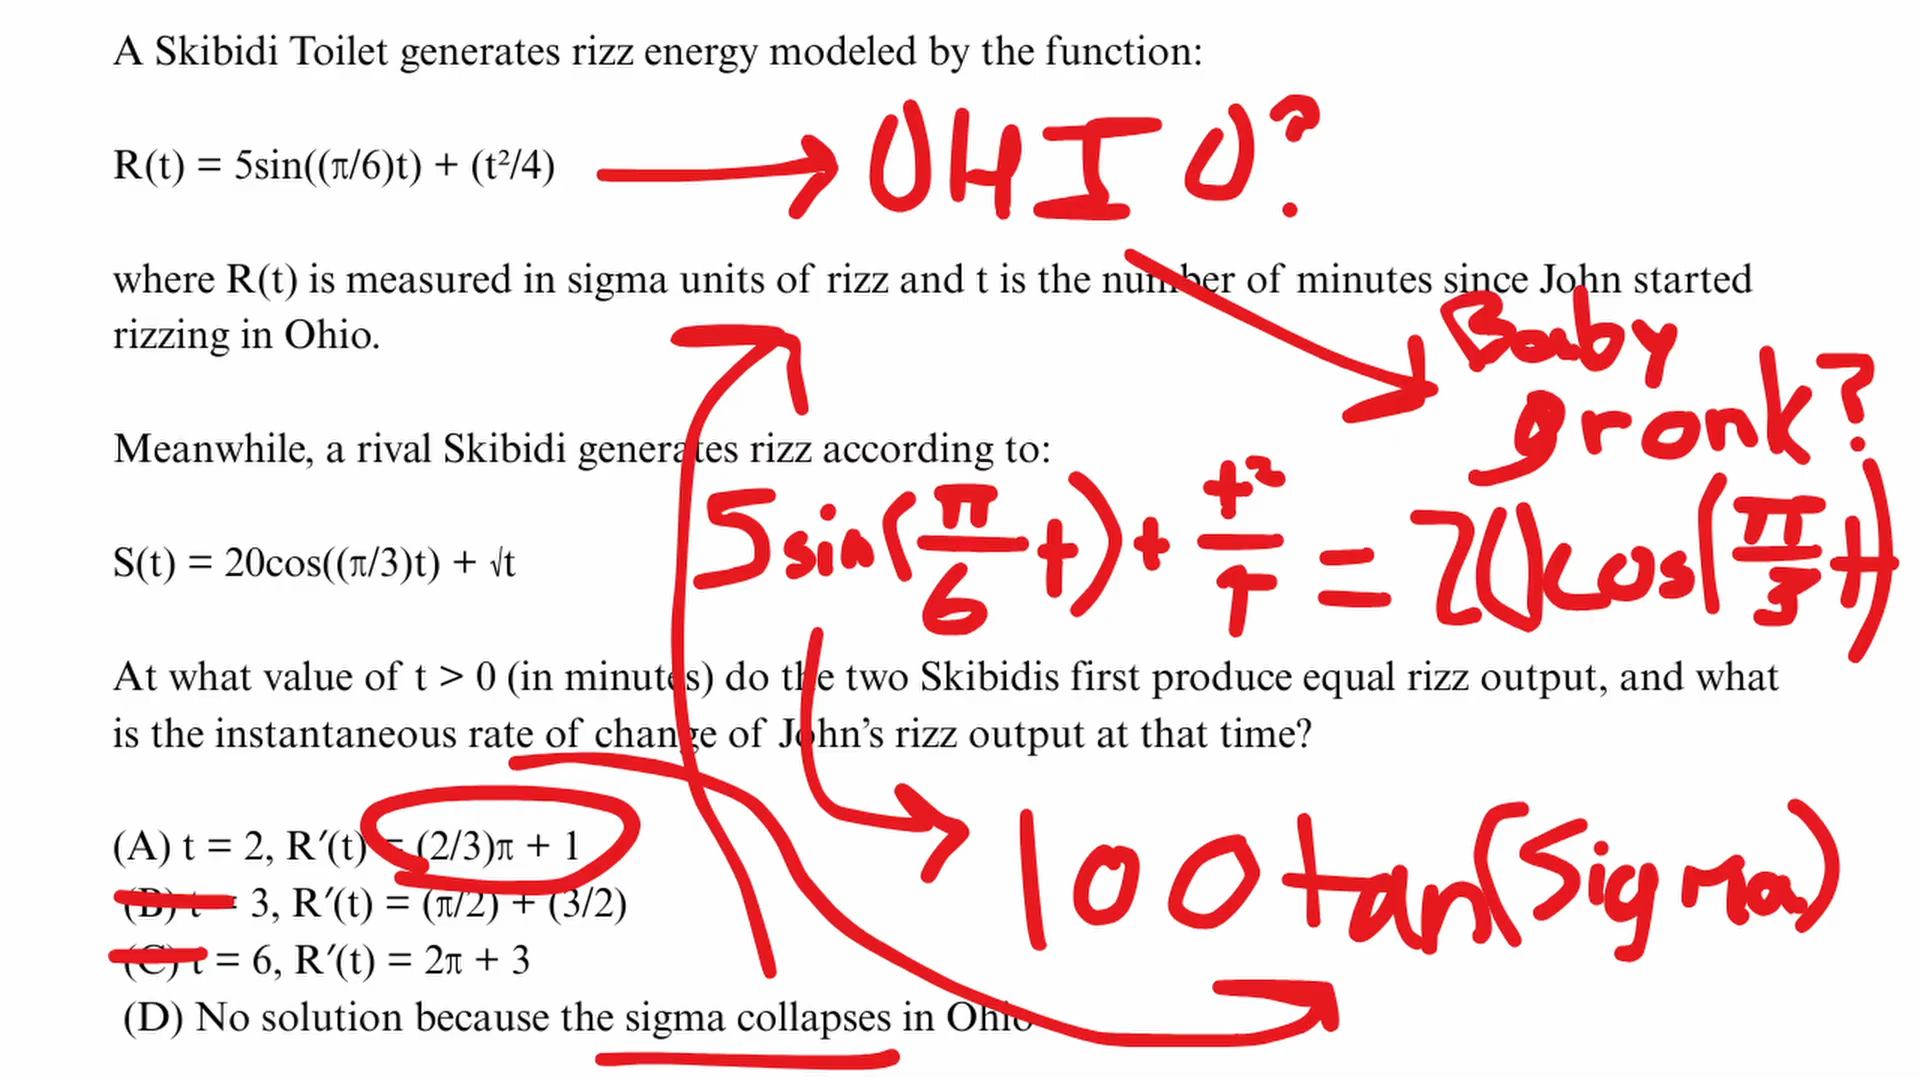 A Skibidi Toilet generates rizz energy modeled by the function:
R(t) = 5sin((π/6)t) + (t²/4)
OHIO?
where R(t) is measured in sigma units of rizz and t is the number of minutes since John started
rizzing in Ohio.
Baby
gronk?
Meanwhile, a rival Skibidi generates rizz according to:
5sin(π/6 t) + t²/4 = 20cos(π/3 t)
S(t) = 20cos((π/3)t) + √t
At what value of t > 0 (in minutes) do the two Skibidis first produce equal rizz output, and what
is the instantaneous rate of change of John’s rizz output at that time?
100tan(Sigma)
(A) t = 2, R′(t) = (2/3)π + 1
(B) t = 3, R′(t) = (π/2) + (3/2)
(C) t = 6, R′(t) = 2π + 3
(D) No solution because the sigma collapses in Ohio